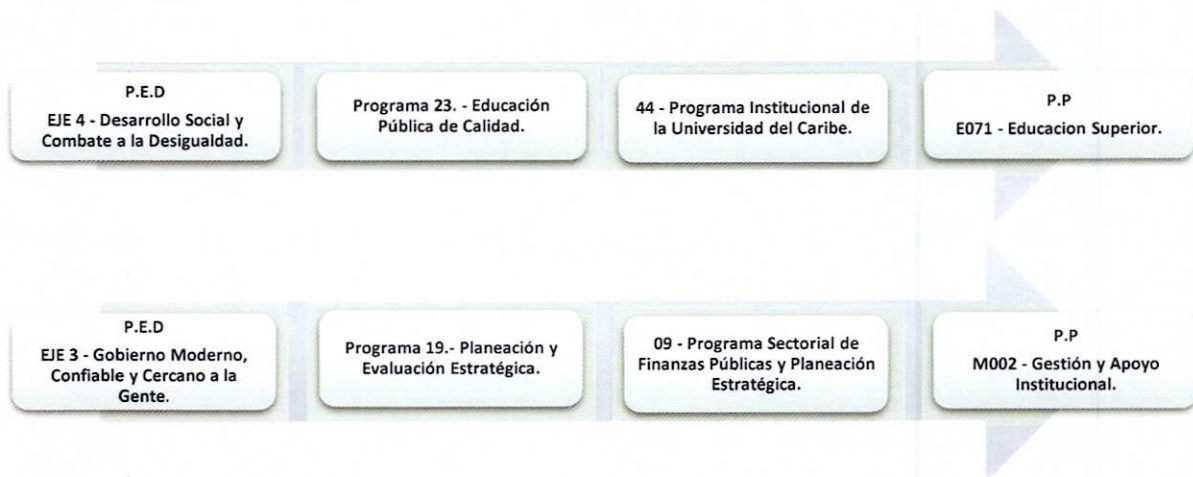 P.E.D
EJE 4 - Desarrollo Social y
Combate a la Desigualdad.
Programa 23. - Educación
Pública de Calidad.
44 - Programa Institucional de
la Universidad del Caribe.
P.P
E071 - Educacion Superior.
P.E.D
EJE 3 - Gobierno Moderno,
Confiable y Cercano a la
Gente.
Programa 19.- Planeación y
Evaluación Estratégica.
09 - Programa Sectorial de
Finanzas Públicas y Planeación
Estratégica.
P.P
M002 - Gestión y Apoyo
Institucional.